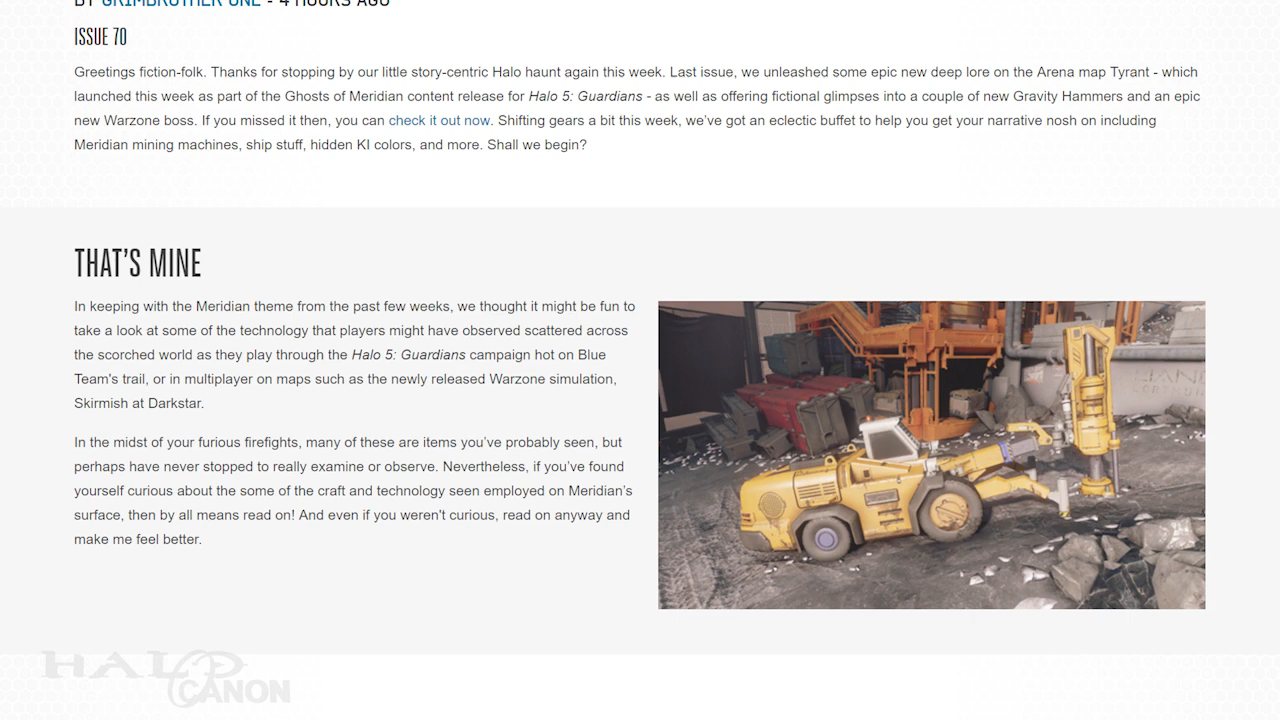 BY GRIMBROTHER ONE - 4 HOURS AGO
ISSUE 70
Greetings fiction-folk. Thanks for stopping by our little story-centric Halo haunt again this week. Last issue, we unleashed some epic new deep lore on the Arena map Tyrant - which
launched this week as part of the Ghosts of Meridian content release for Halo 5: Guardians - as well as offering fictional glimpses into a couple of new Gravity Hammers and an epic
new Warzone boss. If you missed it then, you can check it out now. Shifting gears a bit this week, we’ve got an eclectic buffet to help you get your narrative nosh on including
Meridian mining machines, ship stuff, hidden KI colors, and more. Shall we begin?
THAT’S MINE
In keeping with the Meridian theme from the past few weeks, we thought it might be fun to
take a look at some of the technology that players might have observed scattered across
the scorched world as they play through the Halo 5: Guardians campaign hot on Blue
Team's trail, or in multiplayer on maps such as the newly released Warzone simulation,
Skirmish at Darkstar.
In the midst of your furious firefights, many of these are items you’ve probably seen, but
perhaps have never stopped to really examine or observe. Nevertheless, if you’ve found
yourself curious about the some of the craft and technology seen employed on Meridian’s
surface, then by all means read on! And even if you weren't curious, read on anyway and
make me feel better.
HALO
CANON